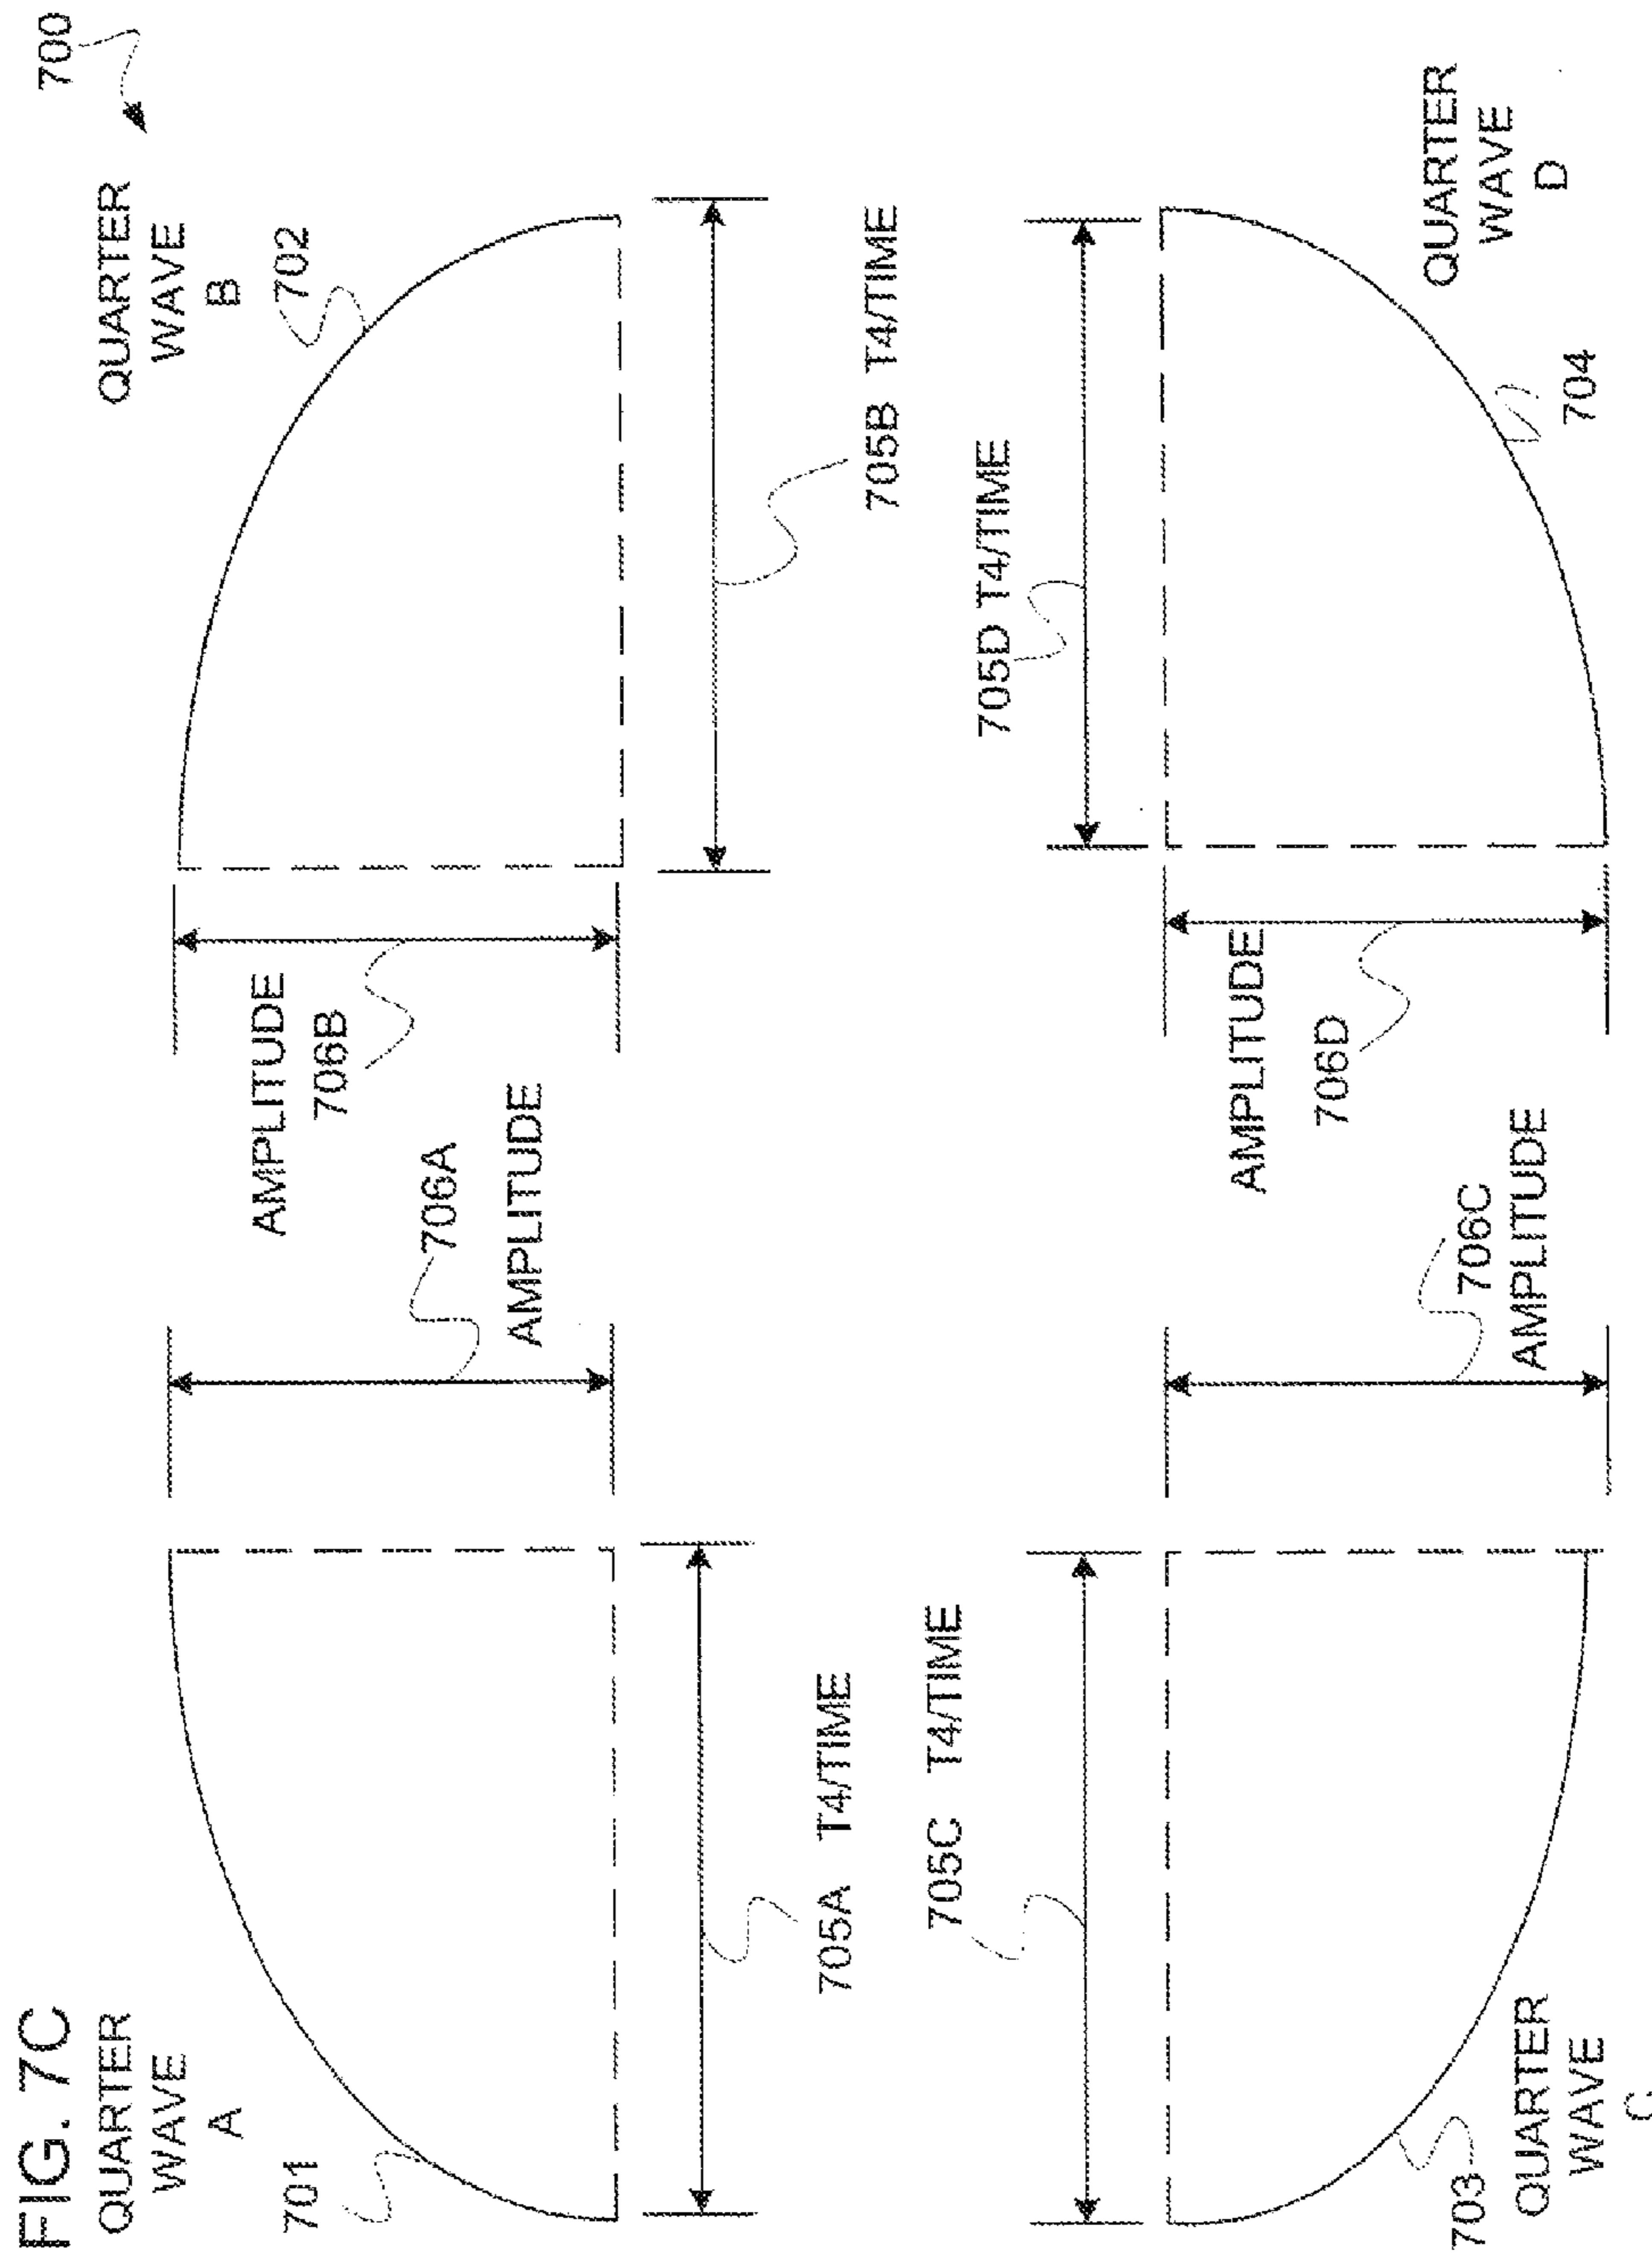 FIG. 7C
700
QUARTER
WAVE
A
701
706A
AMPLITUDE
705A T4/TIME
QUARTER
WAVE
B
702
AMPLITUDE
706B
705B T4/TIME
705C T4/TIME
706C
AMPLITUDE
703
QUARTER
WAVE
C
705D T4/TIME
AMPLITUDE
706D
704
QUARTER
WAVE
D